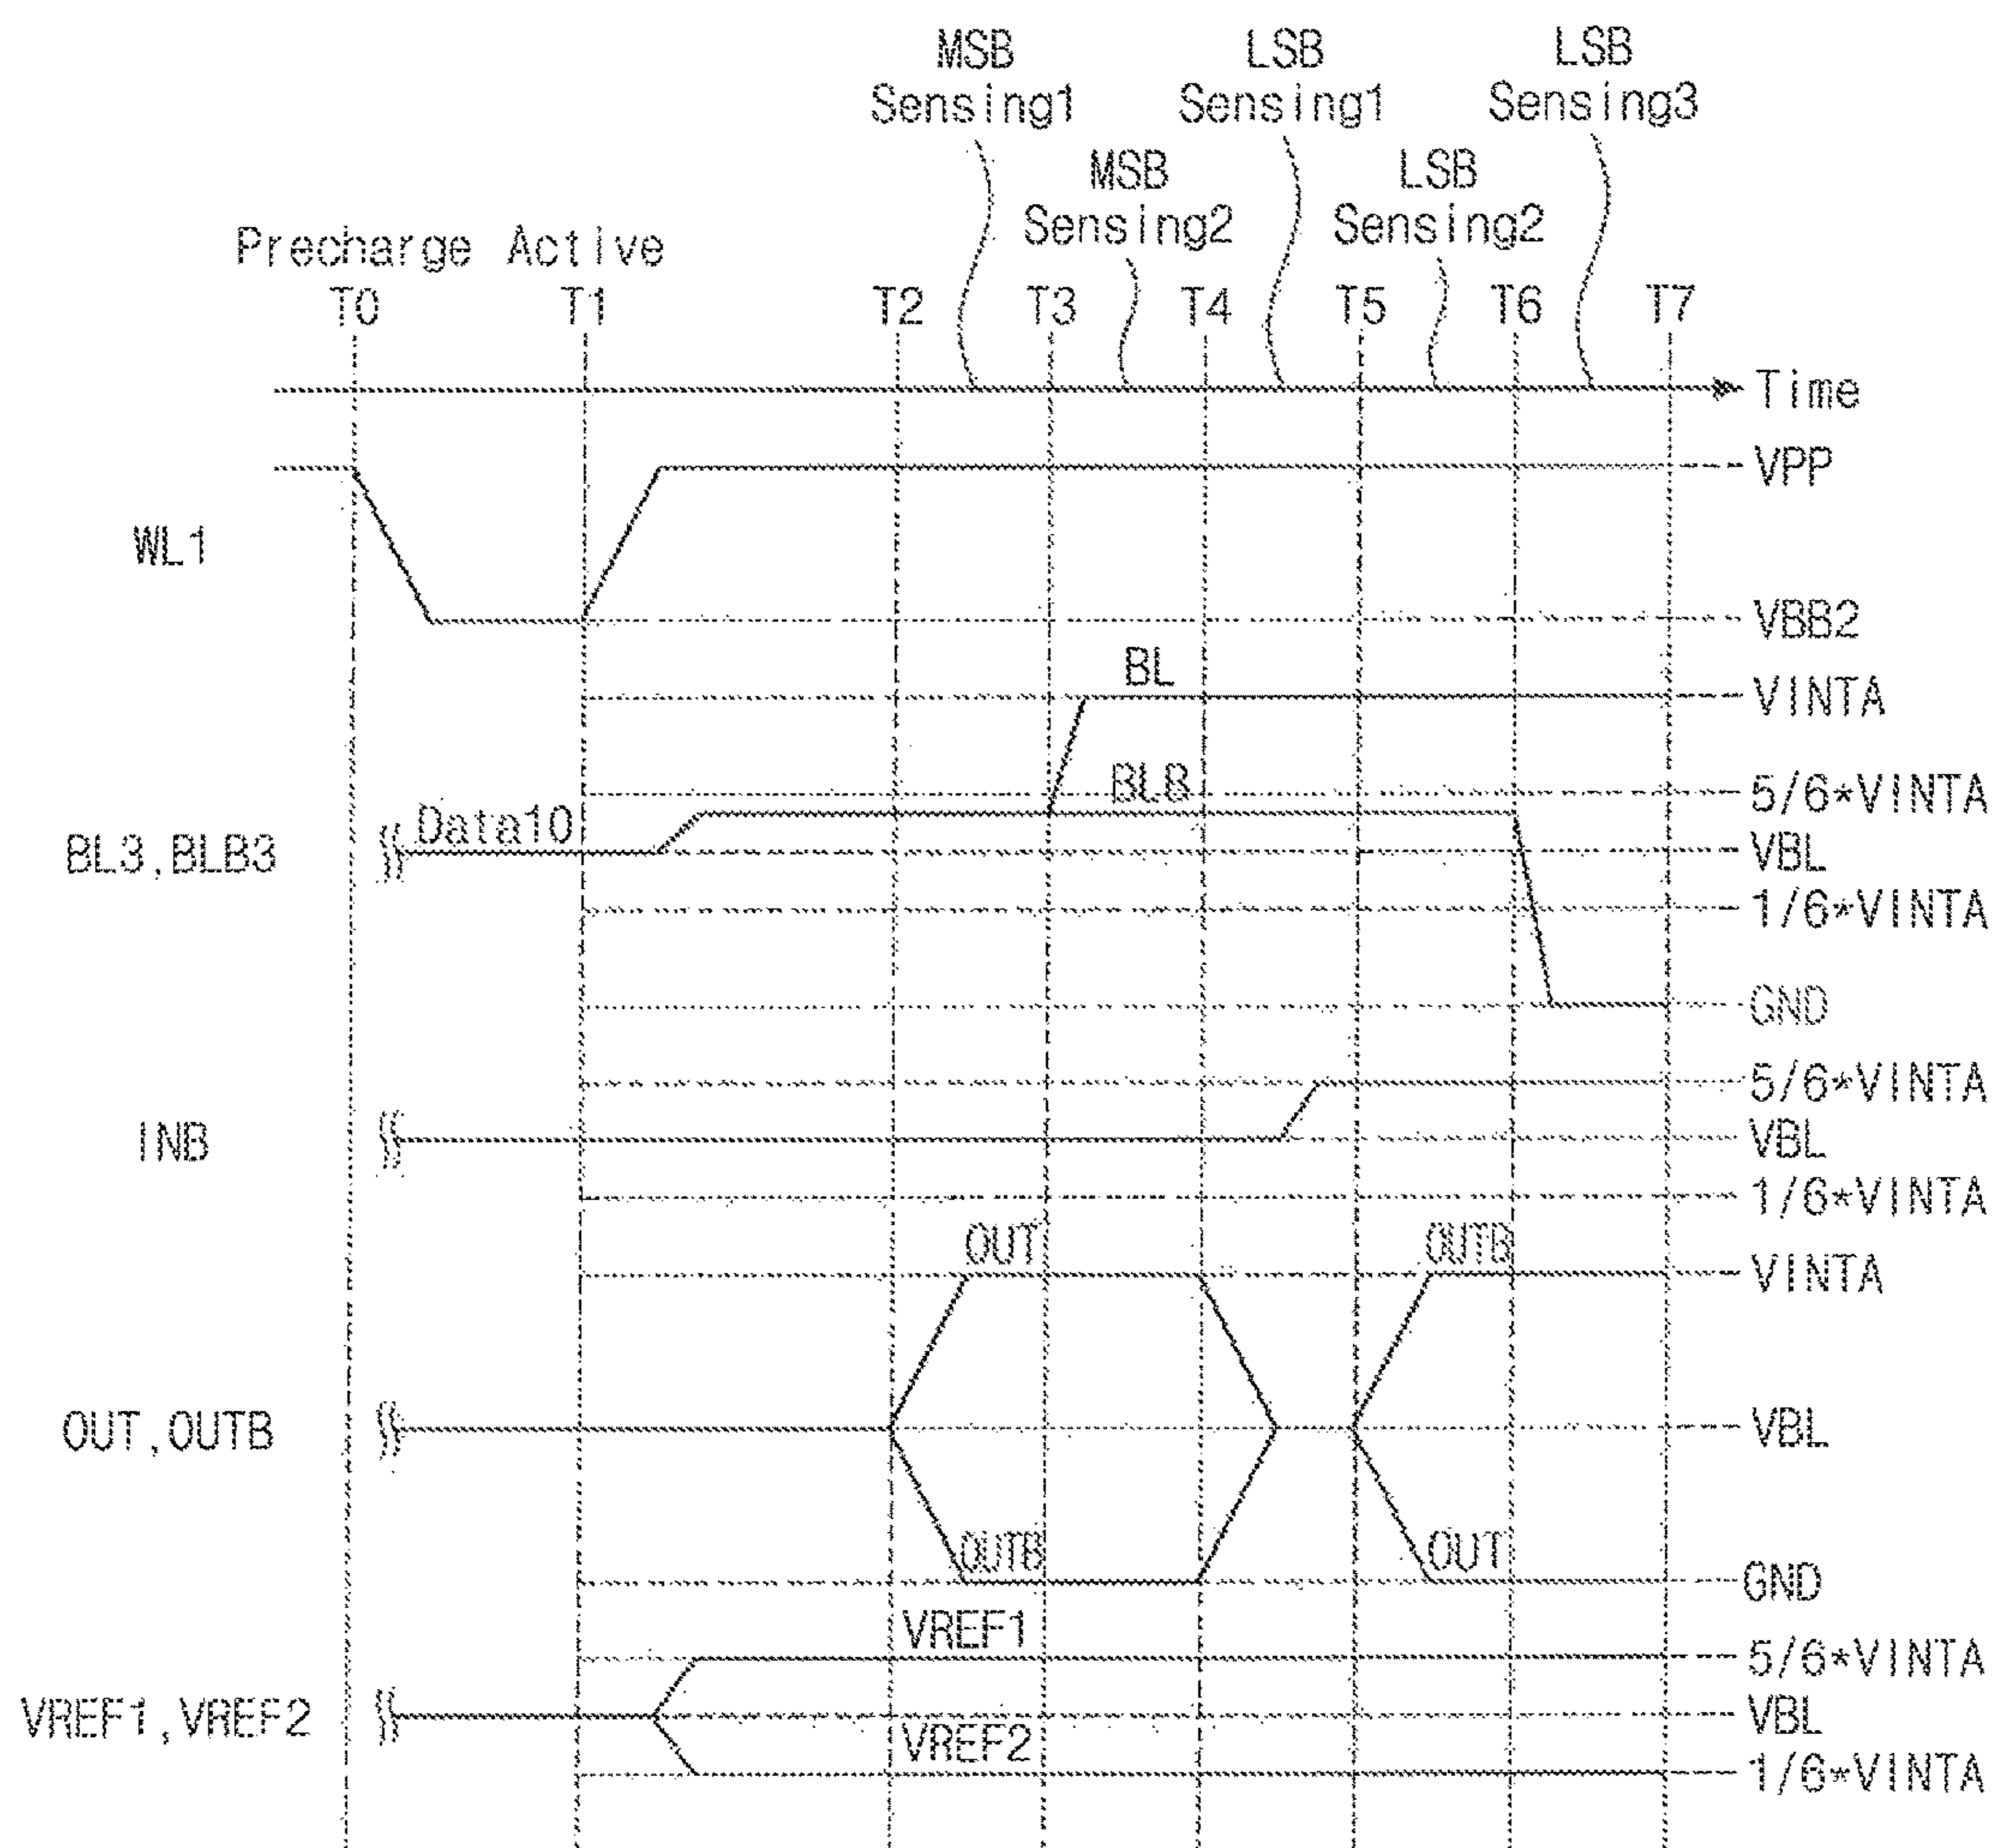 MSB
Sensing1
LSB
Sensing1
LSB
Sensing3
MSB
Sensing2
LSB
Sensing2
Precharge Active
T0 T1 T2 T3 T4 T5 T6 T7
Time
VPP
WL1
VBB2
BL
VINTA
BLB
5/6*VINTA
Data10
BL3,BLB3
VBL
1/6*VINTA
GND
5/6*VINTA
INB
VBL
1/6*VINTA
OUT
OUTB
VINTA
OUT,OUTB
VBL
OUTB
OUT
GND
VREF1
5/6*VINTA
VREF1,VREF2
VBL
VREF2
1/6*VINTA